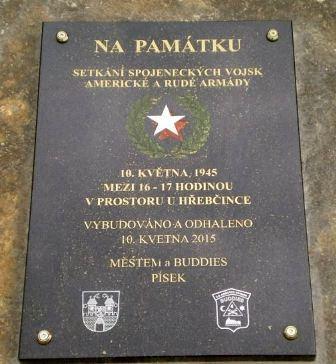 NA PAMÁTKU
SETKÁNÍ SPOJENECKÝCH VOJSK
AMERICKÉ A RUDÉ ARMÁDY
10. KVĚTNA, 1945
MEZI 16 - 17 HODINOU
V PROSTORU U HŘEBČINCE
VYBUDOVÁNO A ODHALENO
10. KVETNA 2015
MĚSTEM a BUDDIES
PÍSEK
BUDDIES